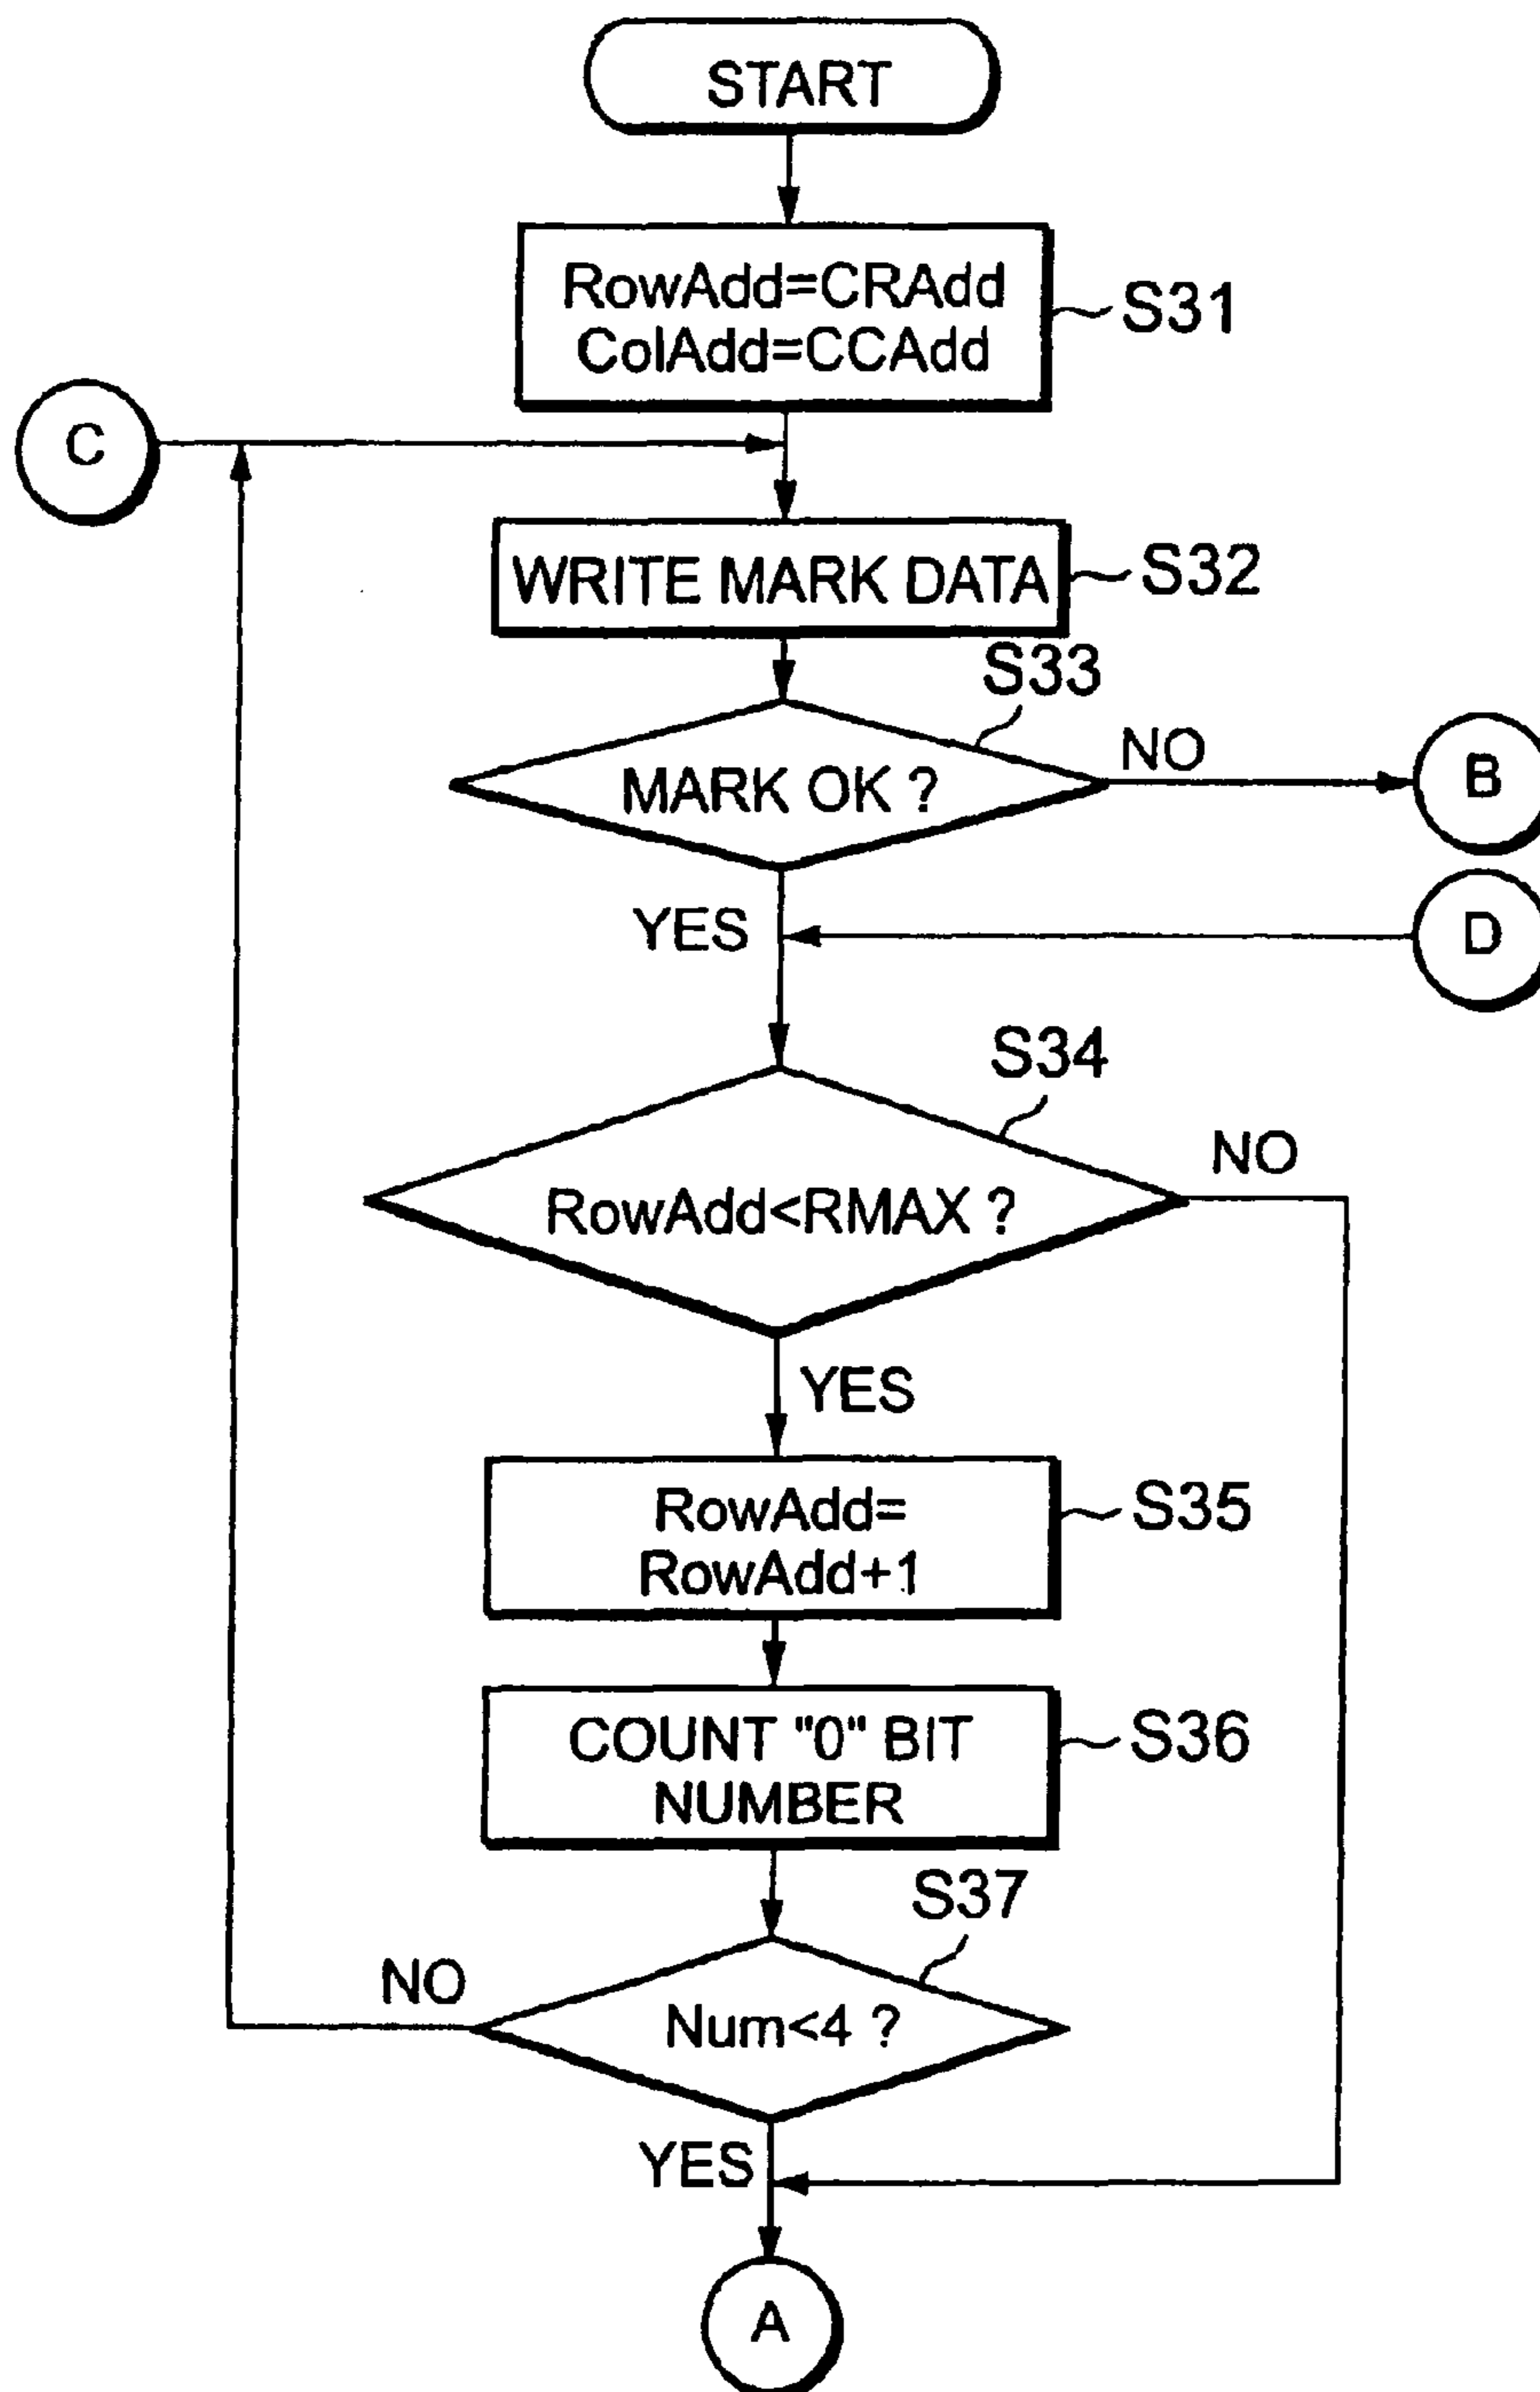 START
RowAdd=CRAdd
ColAdd=CCAdd
S31
C
WRITE MARK DATA
S32
S33
MARK OK ?
NO
B
YES
D
S34
RowAdd<RMAX ?
NO
YES
RowAdd=
RowAdd+1
S35
COUNT "0" BIT
NUMBER
S36
S37
NO
Num<4 ?
YES
A